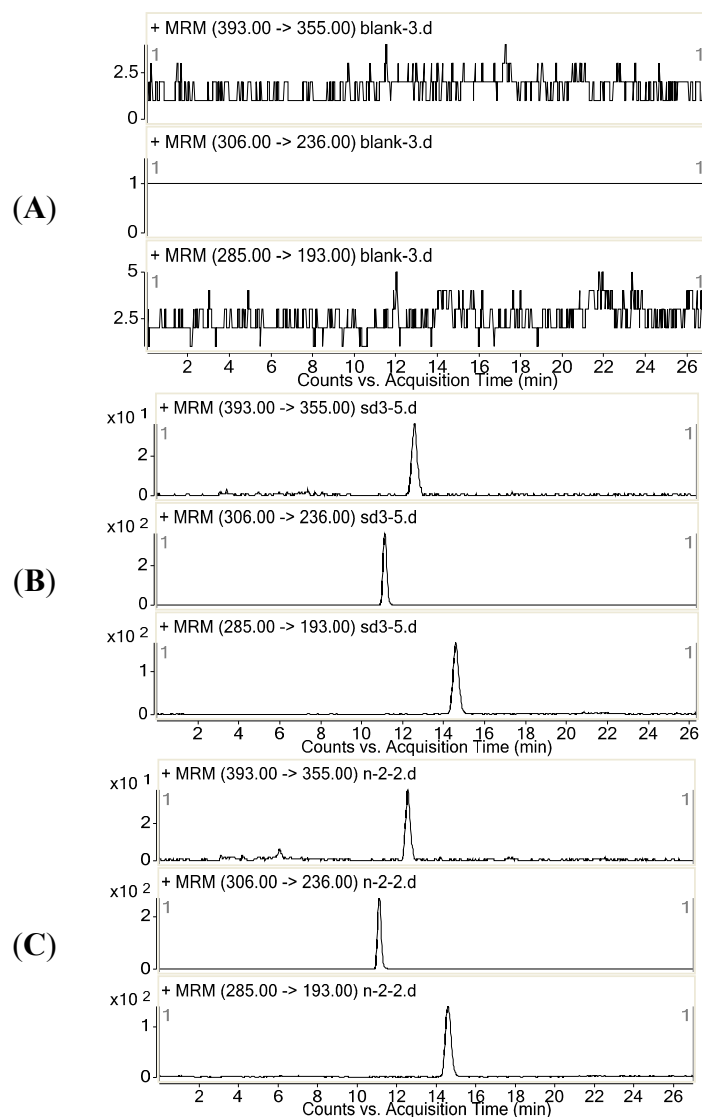 + MRM (393.00 -> 355.00) blank-3.d
1 1
2.5
0
+ MRM (306.00 -> 236.00) blank-3.d
1 1
1
0
(A)
+ MRM (285.00 -> 193.00) blank-3.d
1 1
5
2.5
2 4 6 8 10 12 14 16 18 20 22 24 26
Counts vs. Acquisition Time (min)
x10 1
+ MRM (393.00 -> 355.00) sd3-5.d
1 1
2
0
x10 2
+ MRM (306.00 -> 236.00) sd3-5.d
1 1
2
0
(B)
x10 2
+ MRM (285.00 -> 193.00) sd3-5.d
1 1
1
0
2 4 6 8 10 12 14 16 18 20 22 24 26
Counts vs. Acquisition Time (min)
x10 1
+ MRM (393.00 -> 355.00) n-2-2.d
1 1
2
0
x10 2
+ MRM (306.00 -> 236.00) n-2-2.d
1 1
2
0
(C)
x10 2
+ MRM (285.00 -> 193.00) n-2-2.d
1 1
1
0
2 4 6 8 10 12 14 16 18 20 22 24 26
Counts vs. Acquisition Time (min)